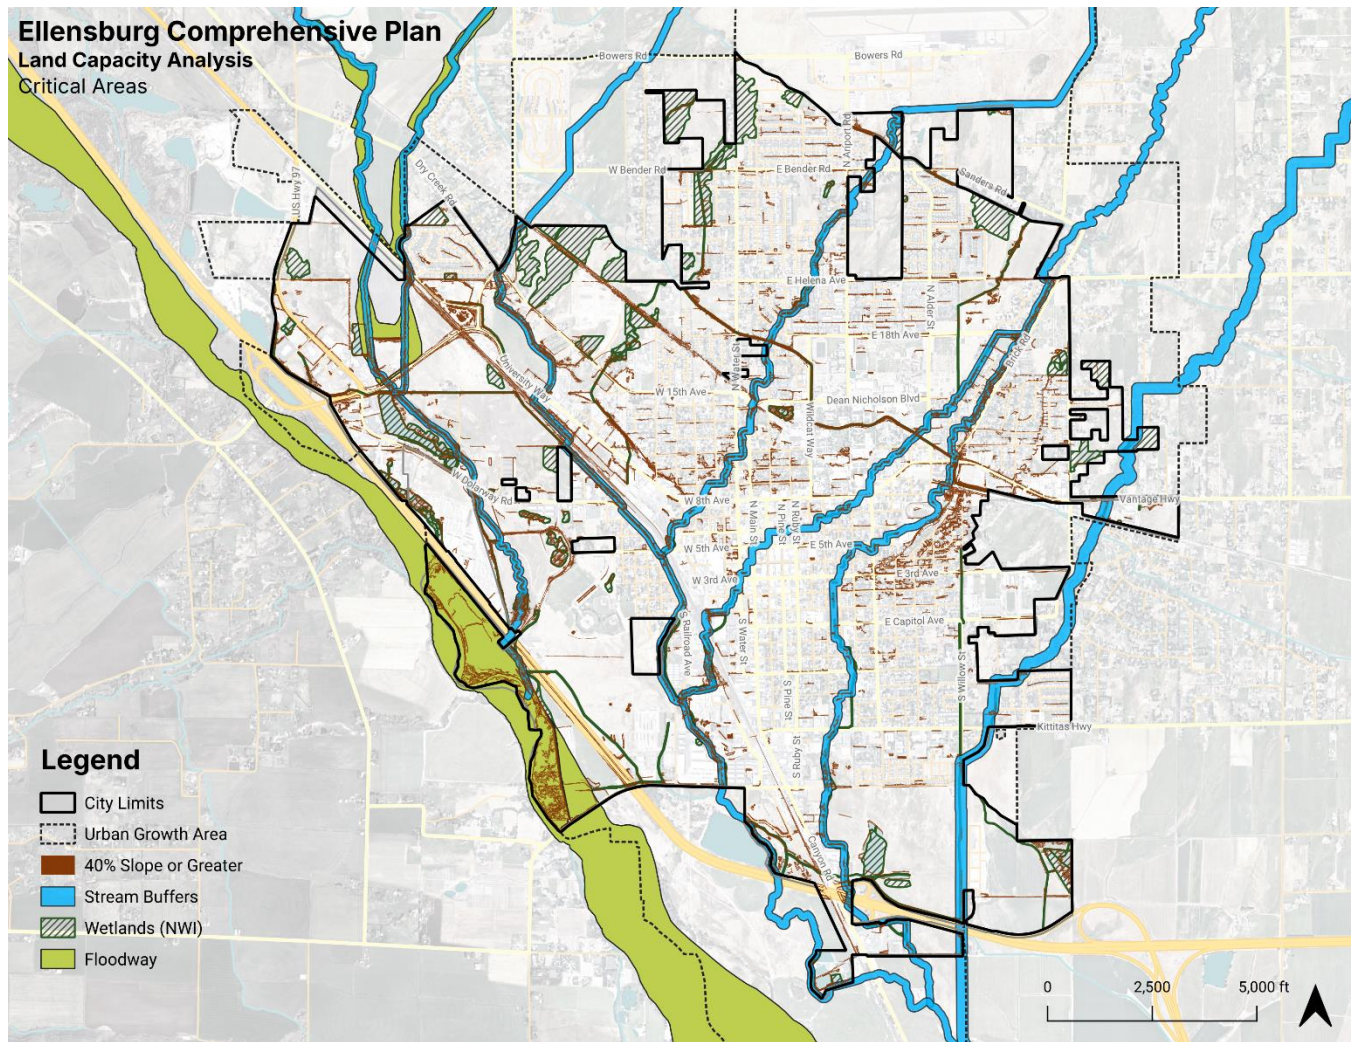 Ellensburg Comprehensive Plan
Land Capacity Analysis
Critical Areas
Bowers Rd
Bowers Rd
N Airport Rd
W Bender Rd
E Bender Rd
Dry Creek Rd
US Hwy 97
Sanders Rd
E Helena Ave
N Alder St
E 18th Ave
N Water St
Brick Rd
University Way
W 15th Ave
Dean Nicholson Blvd
Wildcat Way
W Dolarway Rd
W 8th Ave
Vantage Hwy
N Main St
N Pine St
N Ruby St
W 5th Ave
E 5th Ave
W 3rd Ave
E 3rd Ave
E Capitol Ave
S Railroad Ave
S Water St
S Willow St
S Pine St
Kittitas Hwy
S Ruby St
Canyon Rd
Legend
City Limits
Urban Growth Area
40% Slope or Greater
Stream Buffers
Wetlands (NWI)
Floodway
0 2,500 5,000 ft